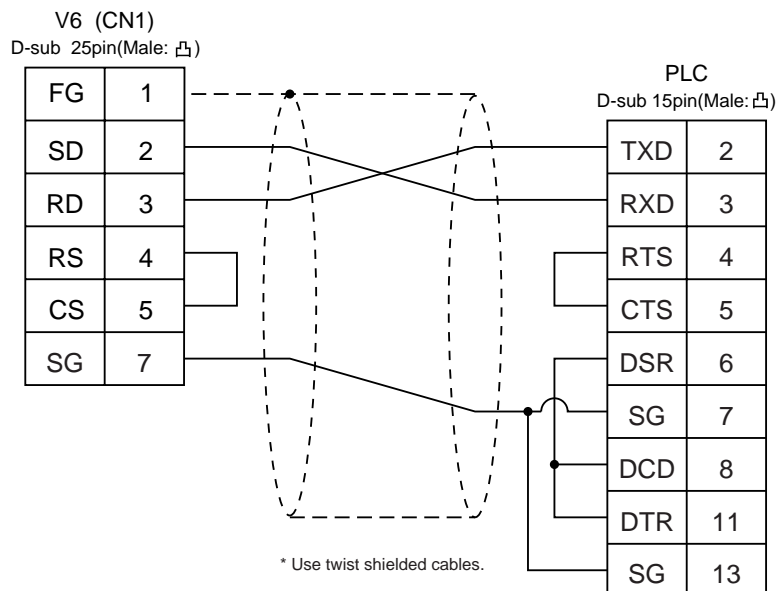 V6 (CN1)
D-sub 25pin(Male: 凸)
FG 1
SD 2
RD 3
RS 4
CS 5
SG 7
PLC
D-sub 15pin(Male:凸)
TXD 2
RXD 3
RTS 4
CTS 5
DSR 6
SG 7
DCD 8
DTR 11
SG 13
* Use twist shielded cables.